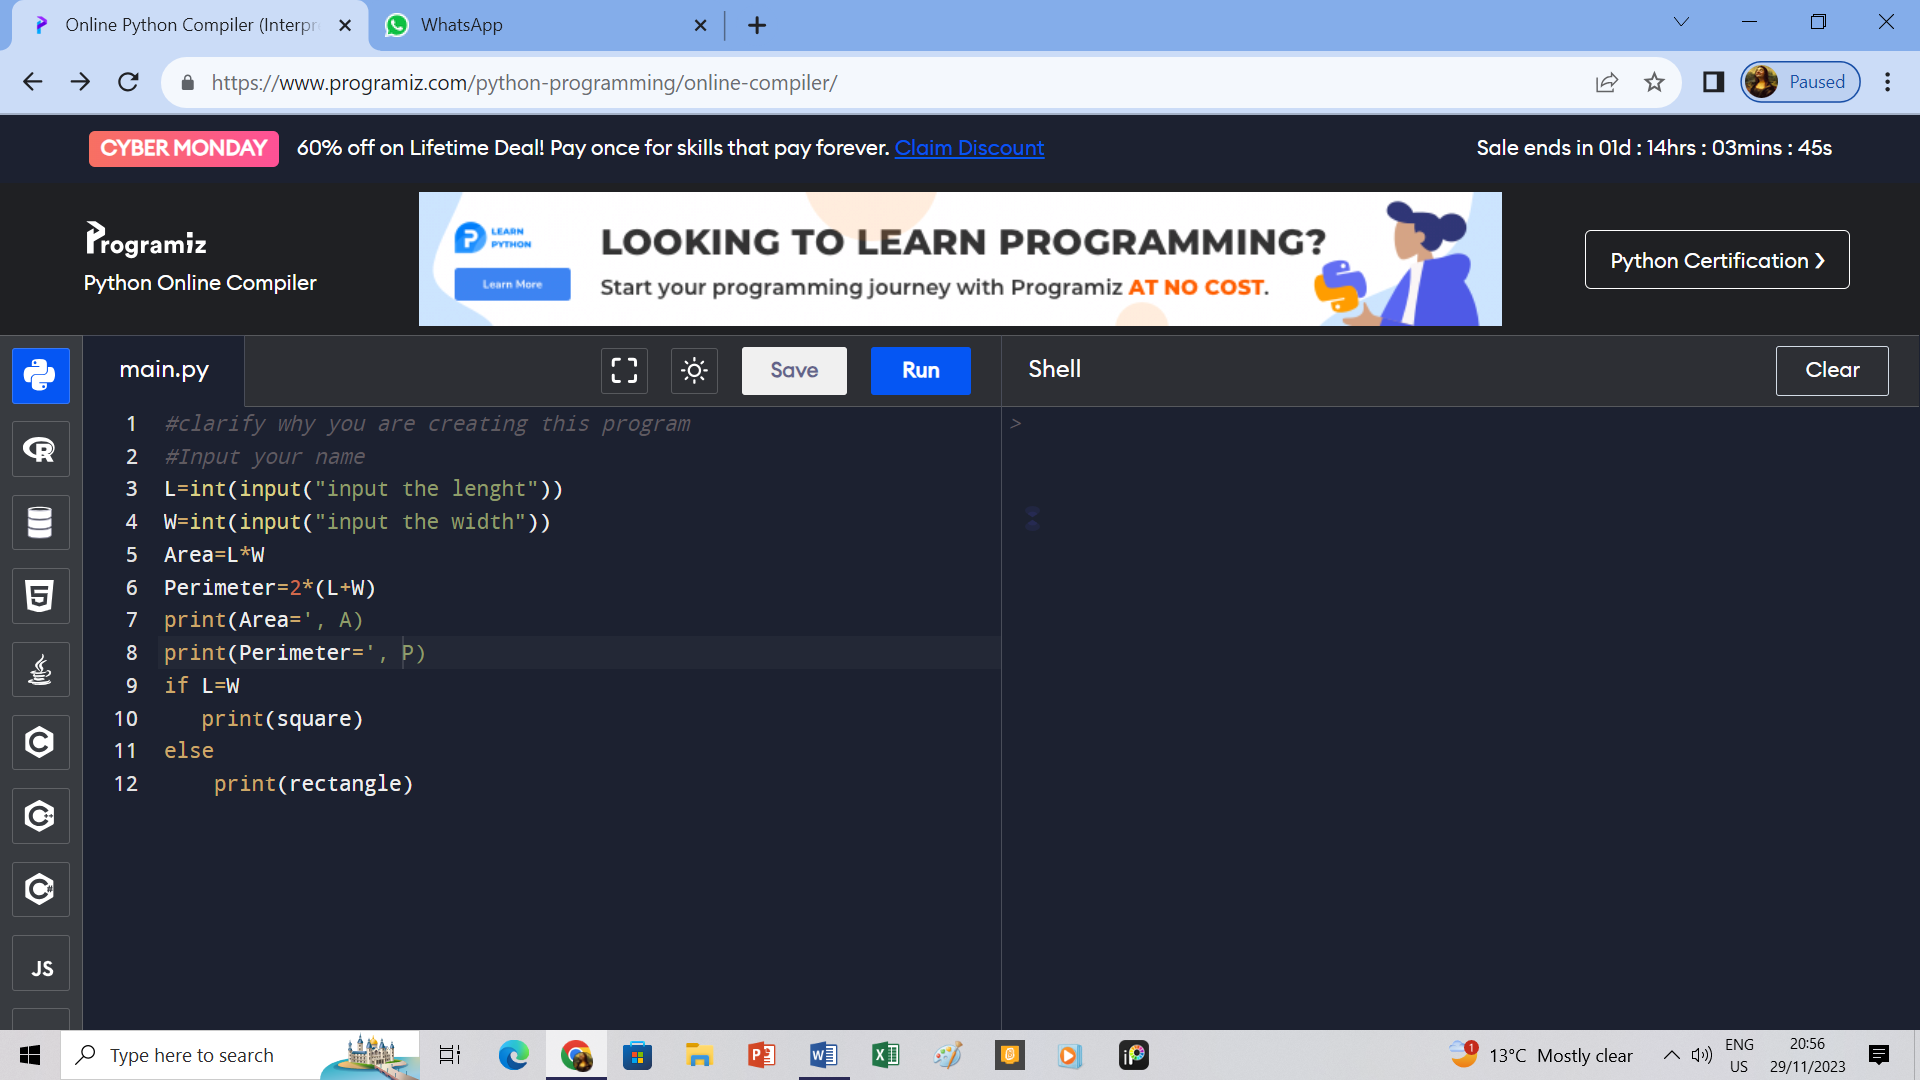 Online Python Compiler (Interpr
WhatsApp
https://www.programiz.com/python-programming/online-compiler/
Paused
CYBER MONDAY 60% off on Lifetime Deal! Pay once for skills that pay forever. Claim Discount
Sale ends in 01d : 14hrs : 03mins : 45s
Programiz
Python Online Compiler
LEARN PYTHON
Learn More
LOOKING TO LEARN PROGRAMMING?
Start your programming journey with Programiz AT NO COST.
Python Certification ›
main.py
Save
Run
Shell
Clear
1 #clarify why you are creating this program
2 #Input your name
3 L=int(input("input the lenght"))
4 W=int(input("input the width"))
5 Area=L*W
6 Perimeter=2*(L+W)
7 print(Area=', A)
8 print(Perimeter=', P)
9 if L=W
10 print(square)
11 else
12 print(rectangle)
>
JS
Type here to search
1
13°C Mostly clear
ENG
US
20:56
29/11/2023